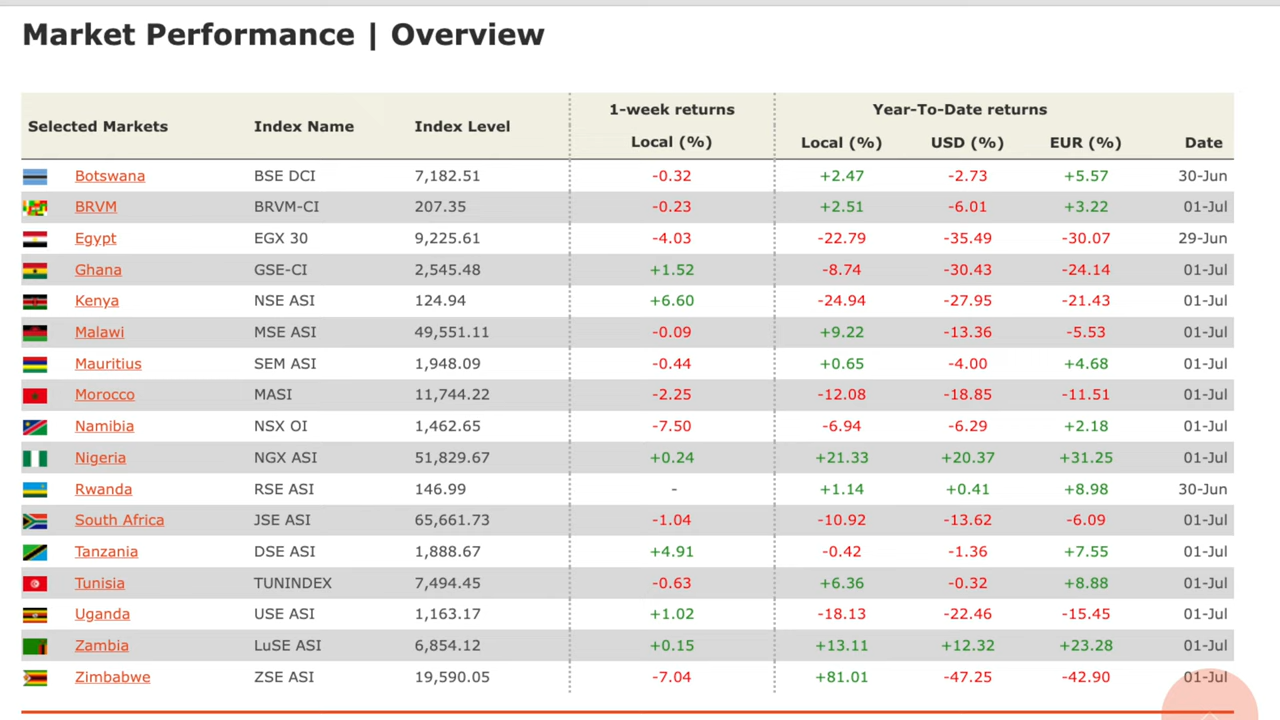 Market Performance | Overview
1-week returns Year-To-Date returns
Selected Markets Index Name Index Level
Local (%) Local (%) USD (%) EUR (%) Date
Botswana BSE DCI 7,182.51 -0.32 +2.47 -2.73 +5.57 30-Jun
BRVM BRVM-CI 207.35 -0.23 +2.51 -6.01 +3.22 01-Jul
Egypt EGX 30 9,225.61 -4.03 -22.79 -35.49 -30.07 29-Jun
Ghana GSE-CI 2,545.48 +1.52 -8.74 -30.43 -24.14 01-Jul
Kenya NSE ASI 124.94 +6.60 -24.94 -27.95 -21.43 01-Jul
Malawi MSE ASI 49,551.11 -0.09 +9.22 -13.36 -5.53 01-Jul
Mauritius SEM ASI 1,948.09 -0.44 +0.65 -4.00 +4.68 01-Jul
Morocco MASI 11,744.22 -2.25 -12.08 -18.85 -11.51 01-Jul
Namibia NSX OI 1,462.65 -7.50 -6.94 -6.29 +2.18 01-Jul
Nigeria NGX ASI 51,829.67 +0.24 +21.33 +20.37 +31.25 01-Jul
Rwanda RSE ASI 146.99 - +1.14 +0.41 +8.98 30-Jun
South Africa JSE ASI 65,661.73 -1.04 -10.92 -13.62 -6.09 01-Jul
Tanzania DSE ASI 1,888.67 +4.91 -0.42 -1.36 +7.55 01-Jul
Tunisia TUNINDEX 7,494.45 -0.63 +6.36 -0.32 +8.88 01-Jul
Uganda USE ASI 1,163.17 +1.02 -18.13 -22.46 -15.45 01-Jul
Zambia LuSE ASI 6,854.12 +0.15 +13.11 +12.32 +23.28 01-Jul
Zimbabwe ZSE ASI 19,590.05 -7.04 +81.01 -47.25 -42.90 01-Jul